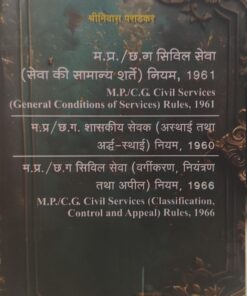 श्रीनिवास परांडेकर
म.प्र./छ.ग सिविल सेवा
(सेवा की सामान्य शर्तें) नियम, 1961
M.P./C.G. Civil Services
(General Conditions of Services) Rules, 1961
म.प्र/छ.ग. शासकीय सेवक (अस्थाई तथा
अर्द्ध-स्थाई) नियम, 1960
म.प्र./छ.ग सिविल सेवा (वर्गीकरण, नियंत्रण
तथा अपील) नियम, 1966
M.P./C.G. Civil Services (Classification,
Control and Appeal) Rules, 1966